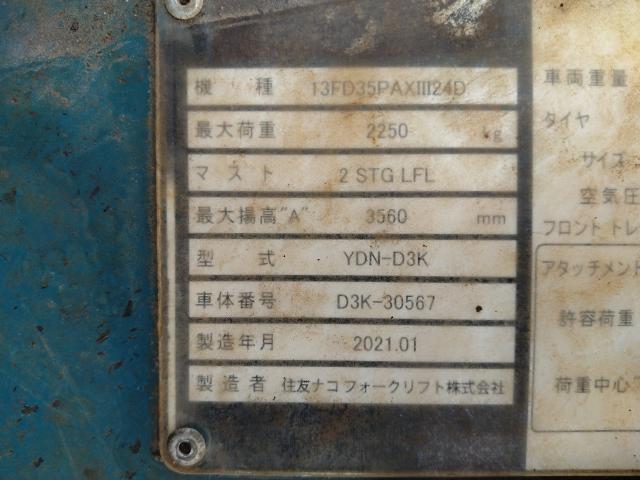 機 種 13FD35PAXIII24D
最大荷重 2250 kg
マスト 2 STG LFL
最大揚高"A" 3560 mm
型 式 YDN-D3K
車体番号 D3K-30567
製造年月 2021.01
製造者 住友ナコ フォークリフト株式会社
車両重量
タイヤ
サイズ
空気圧
フロント トレ
アタッチメント
許容荷重
荷重中心